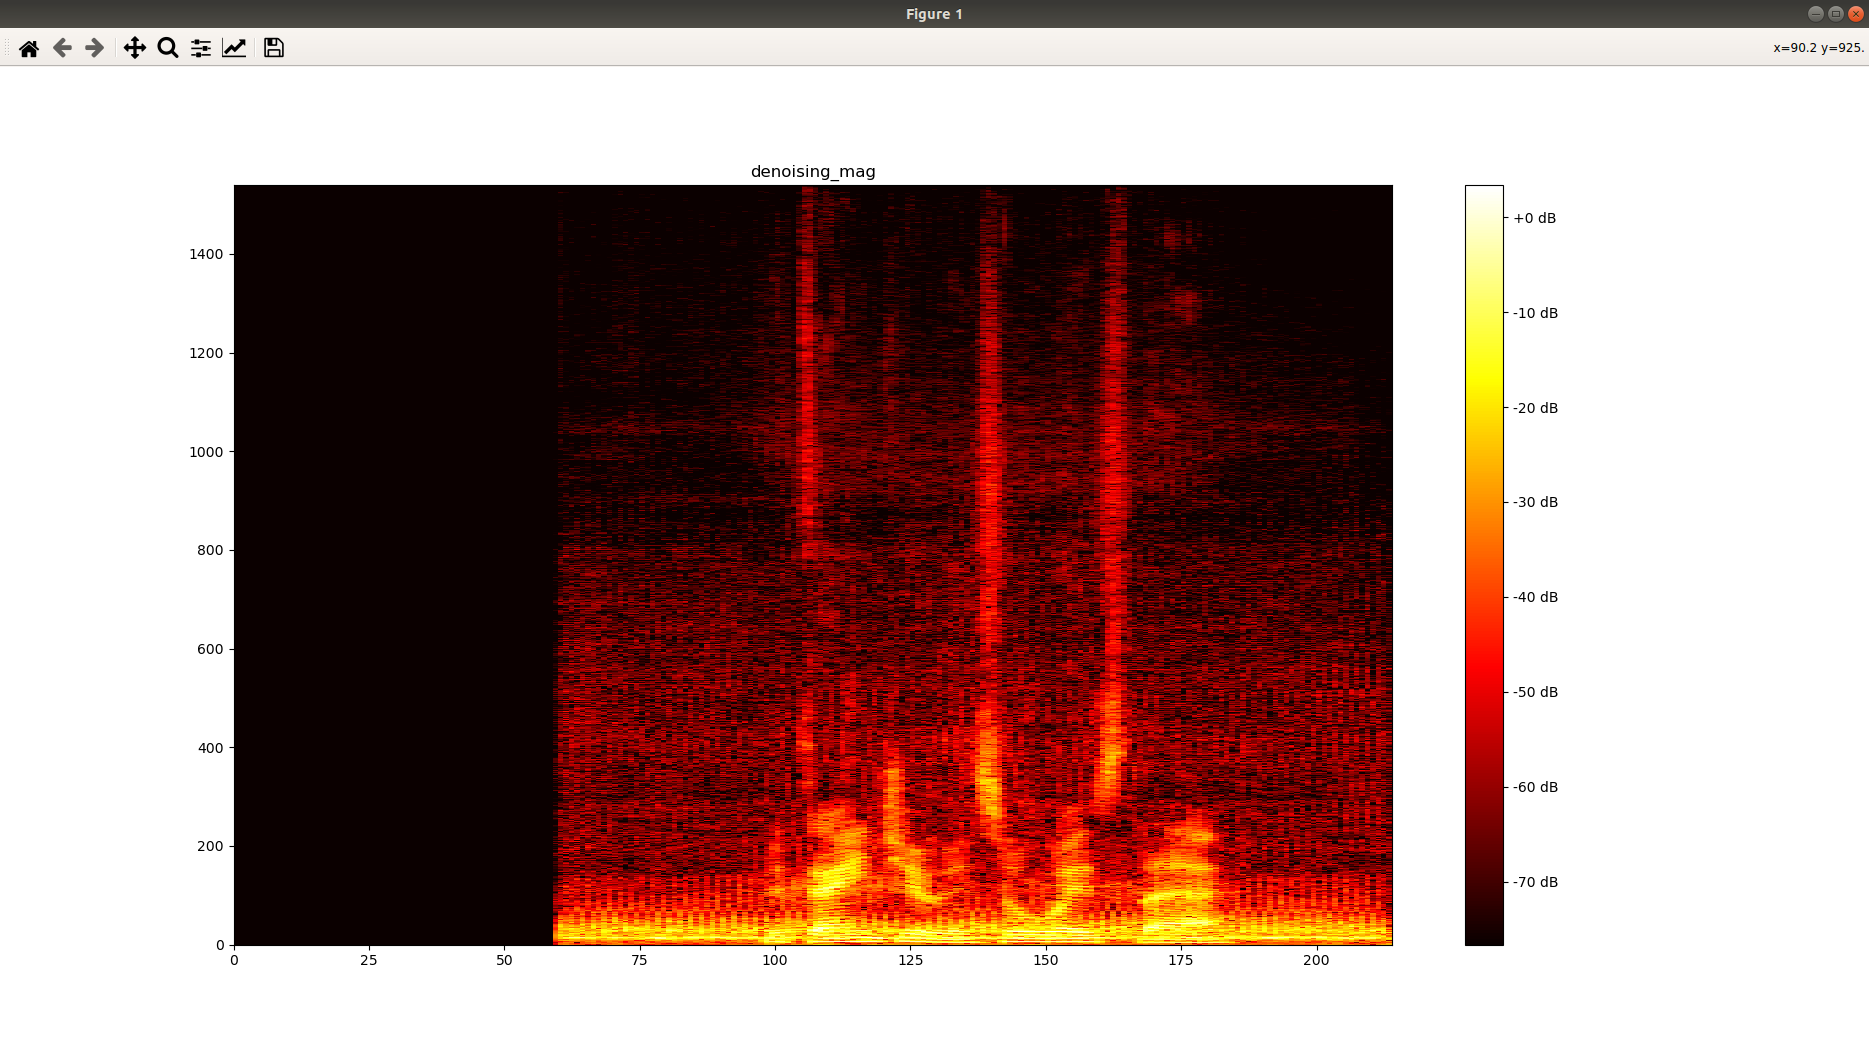 Figure 1
x=90.2 y=925.
denoising_mag
1400
1200
1000
800
600
400
200
0
0 25 50 75 100 125 150 175 200
+0 dB
-10 dB
-20 dB
-30 dB
-40 dB
-50 dB
-60 dB
-70 dB